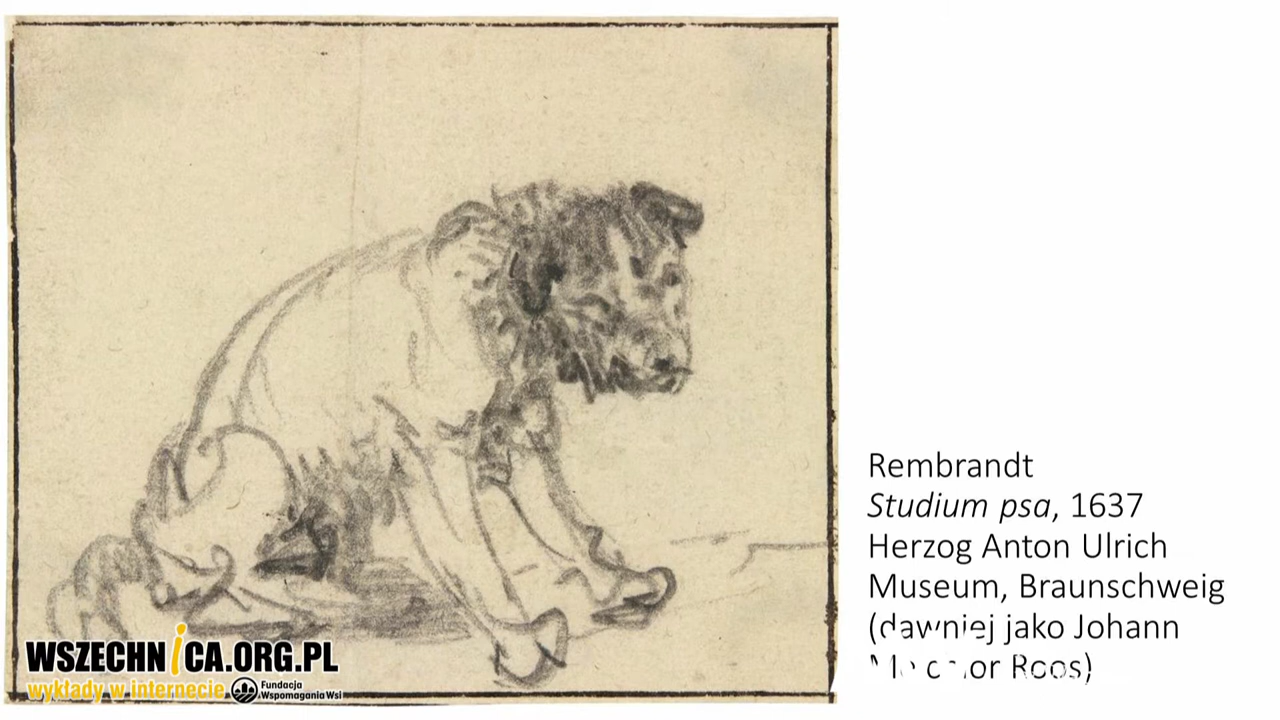 Rembrandt
Studium psa, 1637
Herzog Anton Ulrich
Museum, Braunschweig
(dawniej jako Johann
Roos)
WSZECHNICA.ORG.PL
wykłady w internecie
Fundacja
Wspomagania Wsi